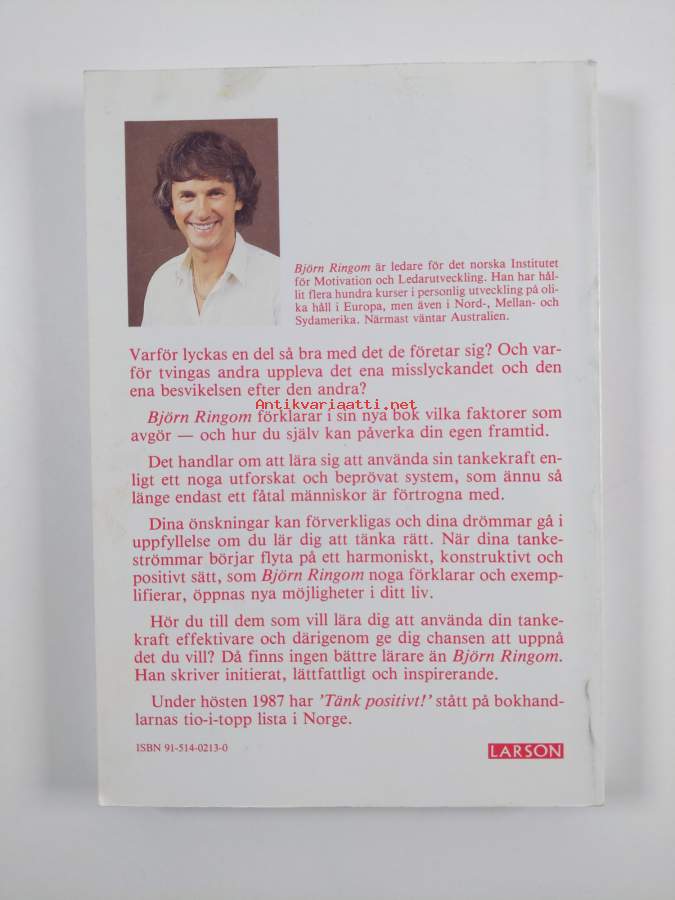 Björn Ringom är ledare för det norska Institutet
för Motivation och Ledarutveckling. Han har hål-
lit flera hundra kurser i personlig utveckling på oli-
ka håll i Europa, men även i Nord-, Mellan- och
Sydamerika. Närmast väntar Australien.
Varför lyckas en del så bra med det de företar sig? Och var-
för tvingas andra uppleva det ena misslyckandet och den
ena besvikelsen efter den andra?
Antikvariaatti.net
Björn Ringom förklarar i sin nya bok vilka faktorer som
avgör — och hur du själv kan påverka din egen framtid.
Det handlar om att lära sig att använda sin tankekraft en-
ligt ett noga utforskat och beprövat system, som ännu så
länge endast ett fåtal människor är förtrogna med.
Dina önskningar kan förverkligas och dina drömmar gå i
uppfyllelse om du lär dig att tänka rätt. När dina tanke-
strömmar börjar flyta på ett harmoniskt, konstruktivt och
positivt sätt, som Björn Ringom noga förklarar och exemp-
lifierar, öppnas nya möjligheter i ditt liv.
Hör du till dem som vill lära dig att använda din tanke-
kraft effektivare och därigenom ge dig chansen att uppnå
det du vill? Då finns ingen bättre lärare än Björn Ringom.
Han skriver initierat, lättfattligt och inspirerande.
Under hösten 1987 har 'Tänk positivt!' stått på bokhand-
larnas tio-i-topp lista i Norge.
ISBN 91-514-0213-0
LARSON